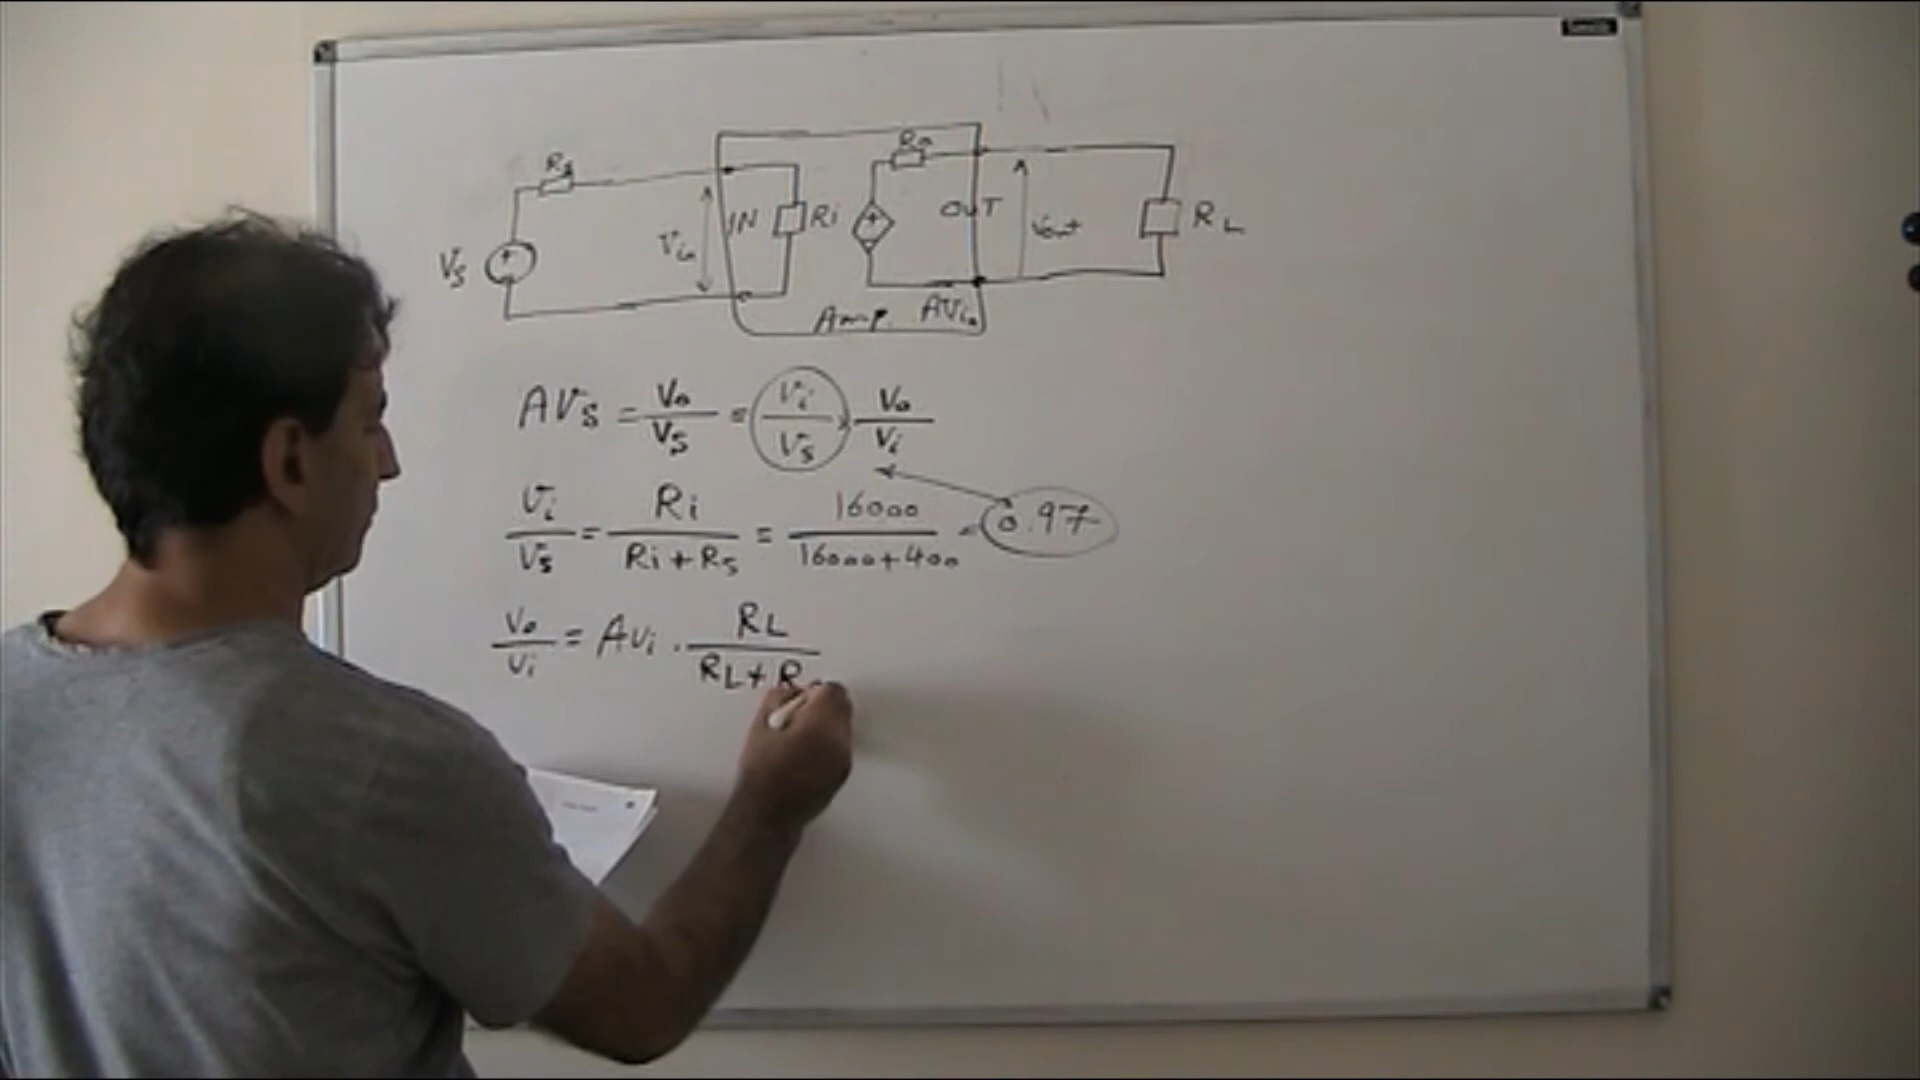 Rs
Ro
Vs
Vin
IN
Ri
OUT
Vout
RL
Amp. AVin
AVs = Vo/Vs = Vi/Vs × Vo/Vi
Vi/Vs = Ri/(Ri+Rs) = 16000/(16000+400) = 0.97
Vo/Vi = Avi . RL/(RL+Ro